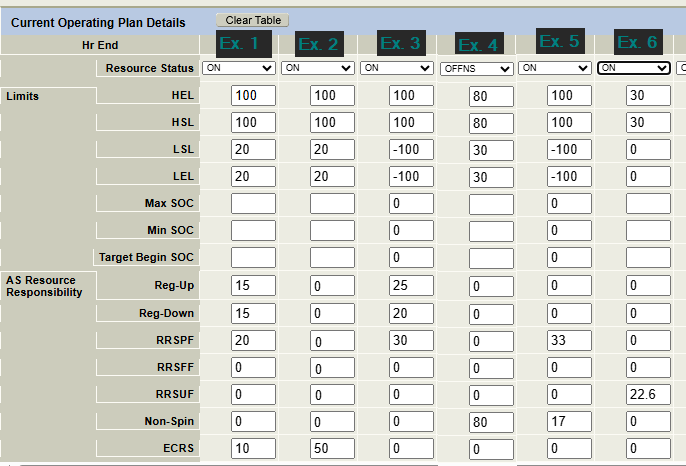 Current Operating Plan Details Clear Table
Hr End Ex. 1 Ex. 2 Ex. 3 Ex. 4 Ex. 5 Ex. 6
Resource Status ON ON ON OFFNS ON ON
Limits HEL 100 100 100 80 100 30
HSL 100 100 100 80 100 30
LSL 20 20 -100 30 -100 0
LEL 20 20 -100 30 -100 0
Max SOC 0 0
Min SOC 0 0
Target Begin SOC 0 0
AS Resource
Responsibility
Reg-Up 15 0 25 0 0 0
Reg-Down 15 0 20 0 0 0
RRSPF 20 0 30 0 33 0
RRSFF 0 0 0 0 0 0
RRSUF 0 0 0 0 0 22.6
Non-Spin 0 0 0 80 17 0
ECRS 10 50 0 0 0 0